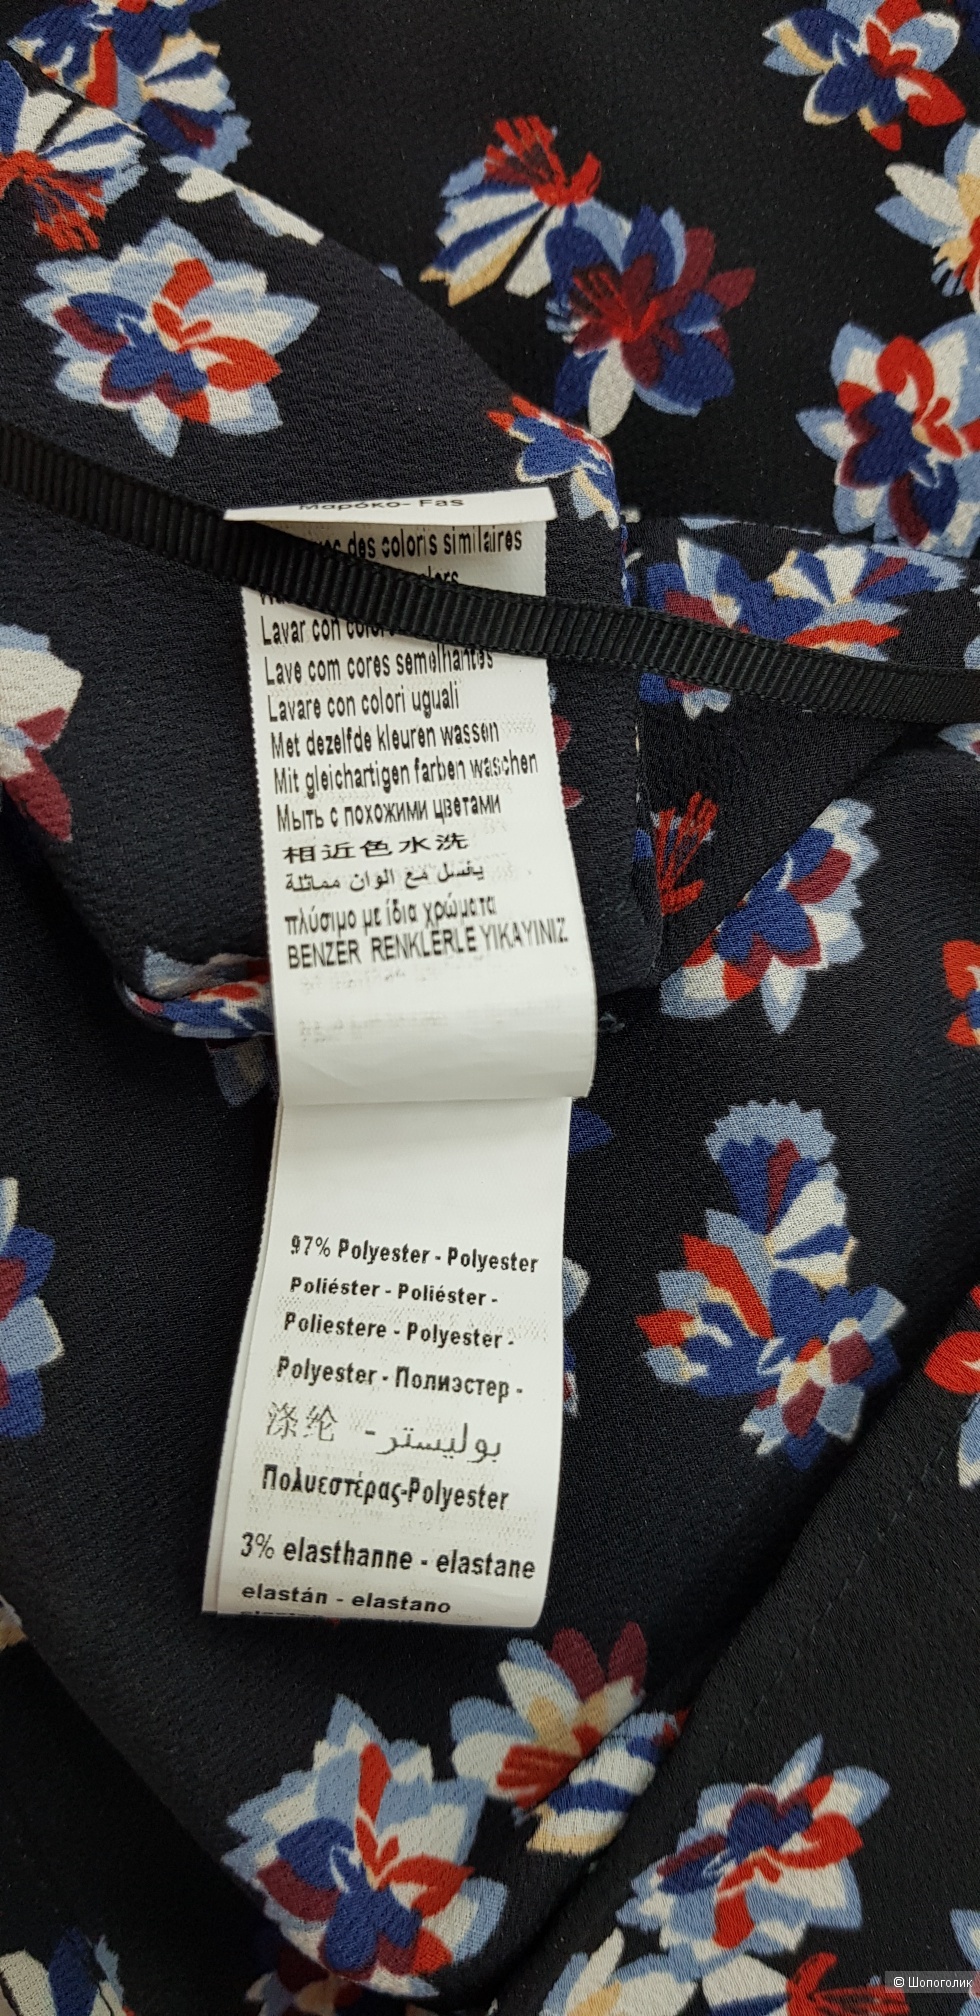 Μαρόκο- Fas
des coloris similaires
Lavar con
Lave com cores semelhantes
Lavare con colori uguali
Met dezelfde kleuren wassen
Mit gleichartigen farben waschen
Мыть с похожими цветами
相近色水洗
يغسل مع الوان مماثلة
πλύσιμο με ίδια χρώματα
BENZER RENKLERLE YIKAYINIZ
97% Polyester - Polyester
Poliéster - Poliéster -
Poliestere - Polyester -
Polyester - Полиэстер -
涤纶 - بوليستر-
Πολυεστέρας-Polyester
3% elasthanne - elastane
elastán - elastano
© Шопоголик